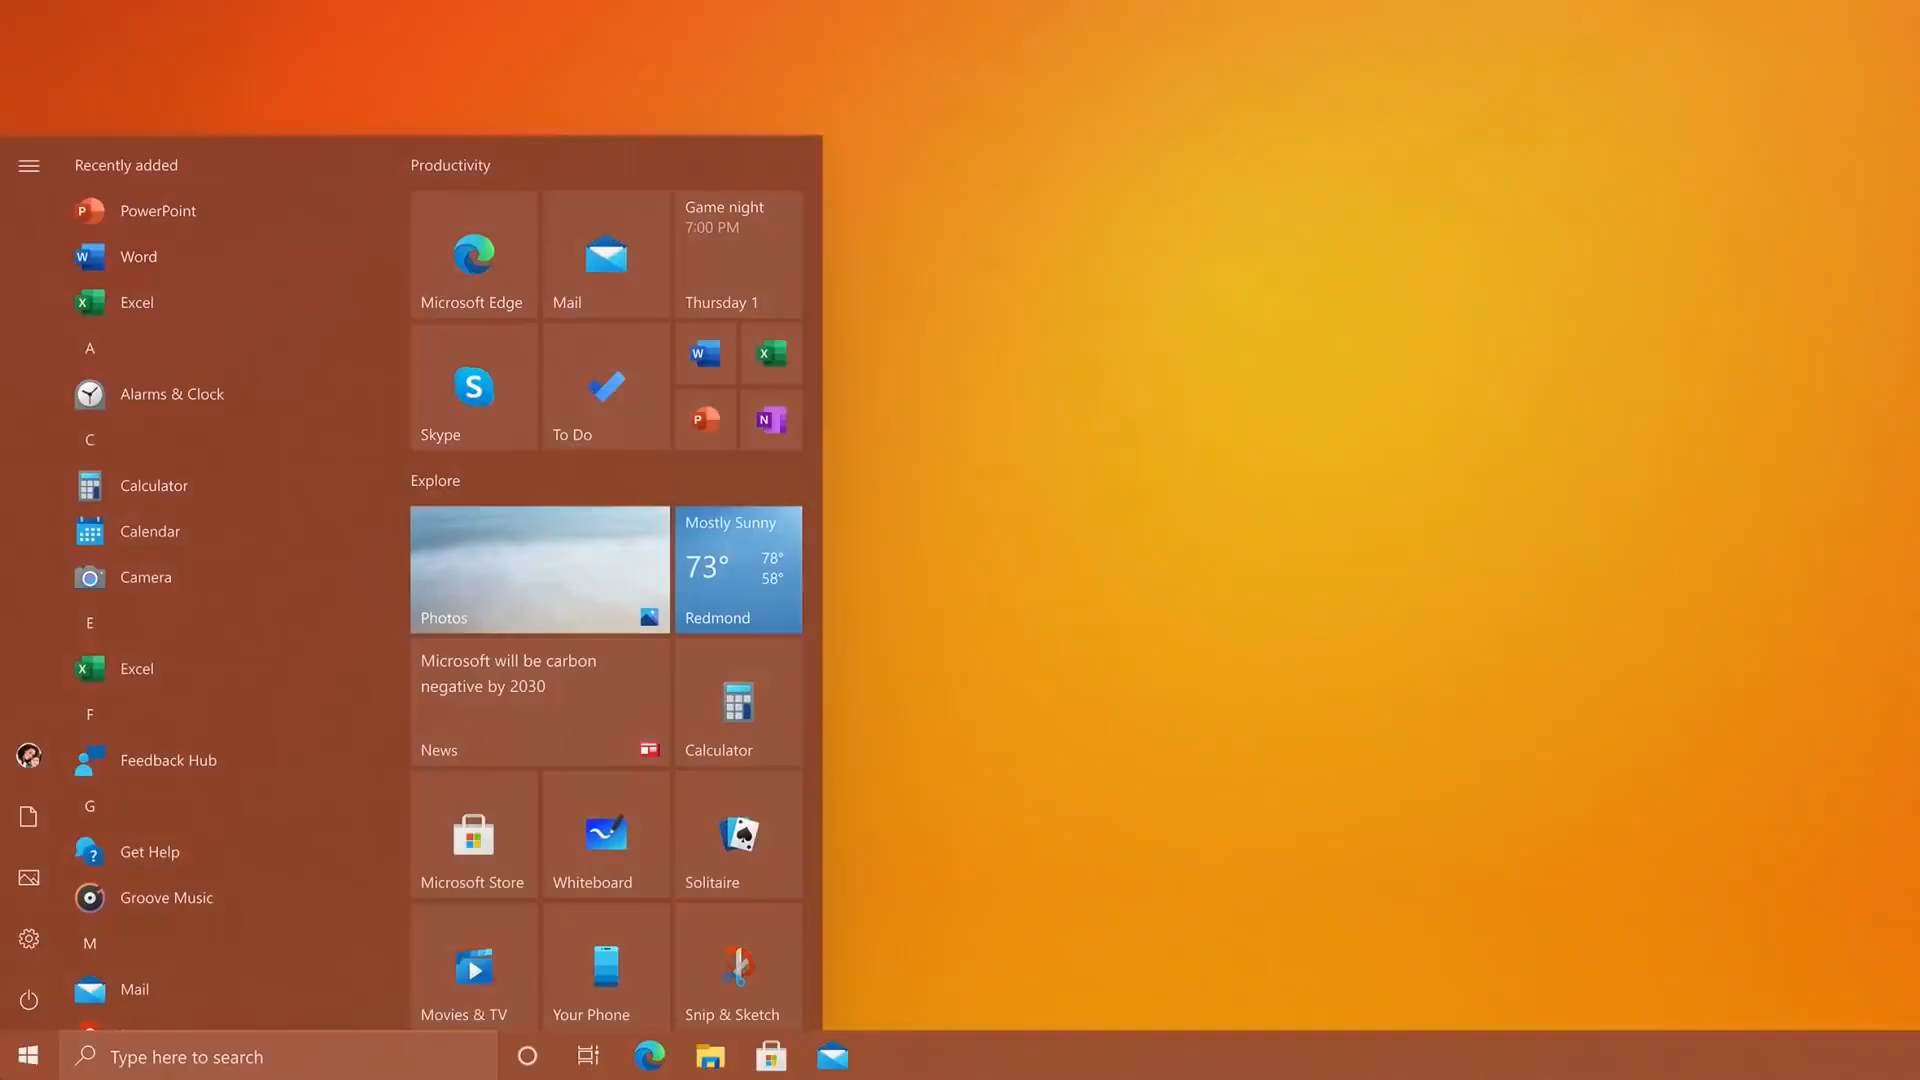 Recently added
PowerPoint
Word
Excel
A
Alarms & Clock
C
Calculator
Calendar
Camera
E
Excel
F
Feedback Hub
G
Get Help
Groove Music
M
Mail
Productivity
Microsoft Edge
Mail
Game night
7:00 PM
Thursday 1
Skype
To Do
Explore
Photos
Mostly Sunny
73°
78°
58°
Redmond
Microsoft will be carbon
negative by 2030
News
Calculator
Microsoft Store
Whiteboard
Solitaire
Movies & TV
Your Phone
Snip & Sketch
Type here to search